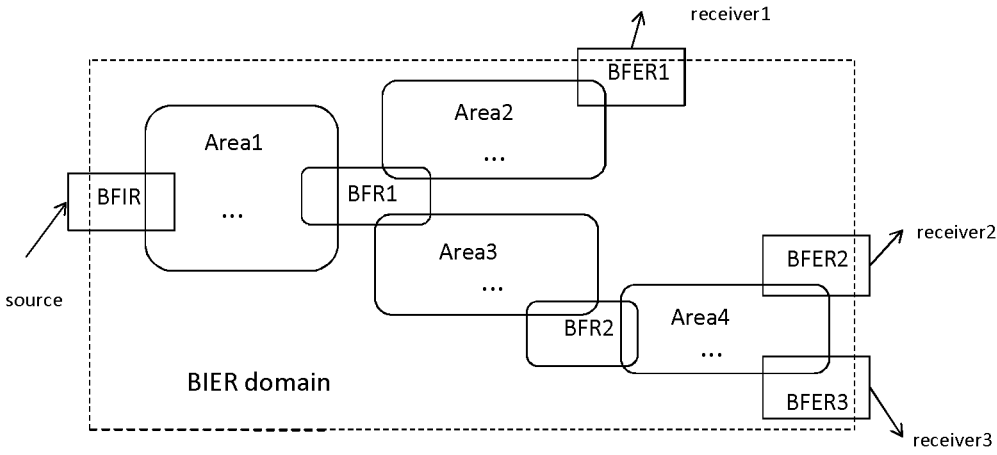 receiver1
BFER1
Area2
...
Area1
...
BFIR
BFR1
source
Area3
...
BFER2
receiver2
BFR2
Area4
...
BIER domain
BFER3
receiver3